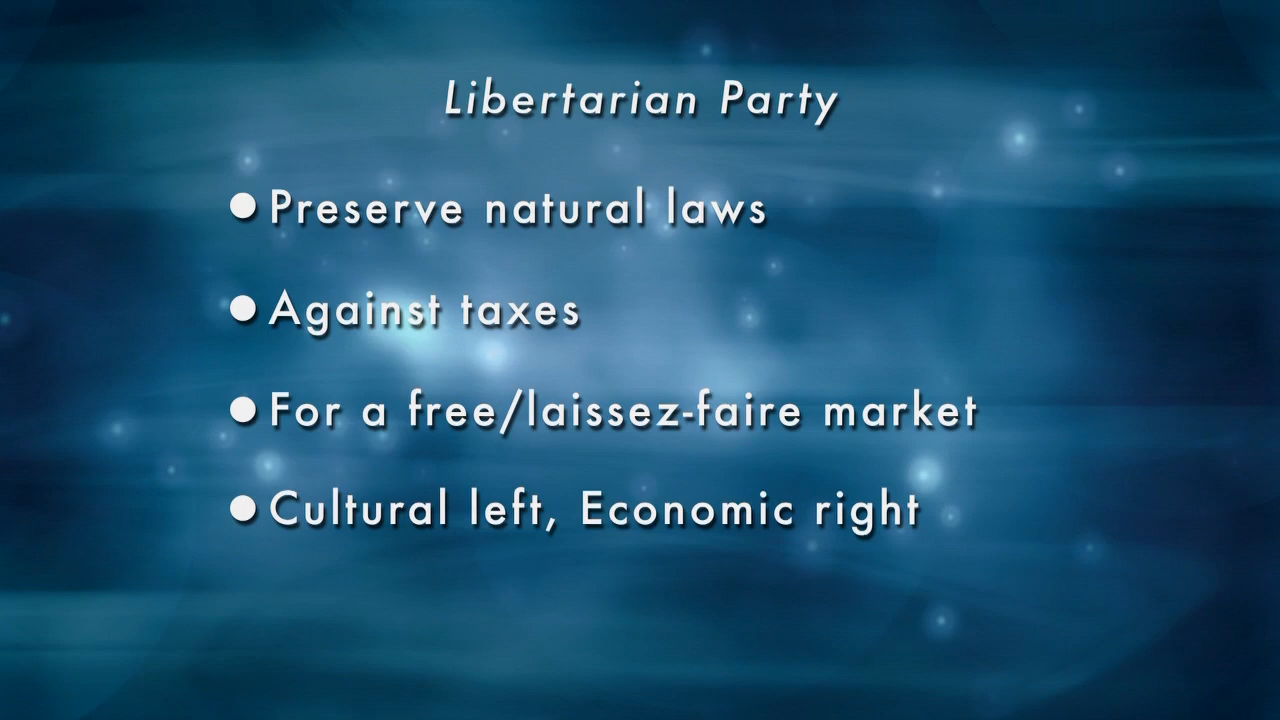 Libertarian Party
●Preserve natural laws
●Against taxes
●For a free/laissez-faire market
●Cultural left, Economic right